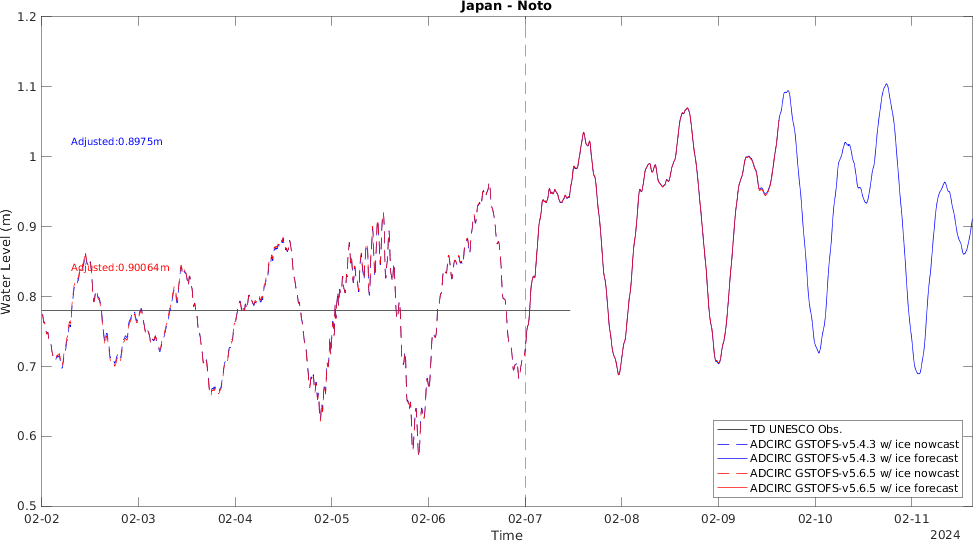 Japan - Noto
1.2
1.1
1
0.9
0.8
0.7
0.6
0.5
Water Level (m)
Adjusted:0.8975m
Adjusted:0.90064m
TD UNESCO Obs.
ADCIRC GSTOFS-v5.4.3 w/ ice nowcast
ADCIRC GSTOFS-v5.4.3 w/ ice forecast
ADCIRC GSTOFS-v5.6.5 w/ ice nowcast
ADCIRC GSTOFS-v5.6.5 w/ ice forecast
02-02 02-03 02-04 02-05 02-06 02-07 02-08 02-09 02-10 02-11
Time
2024